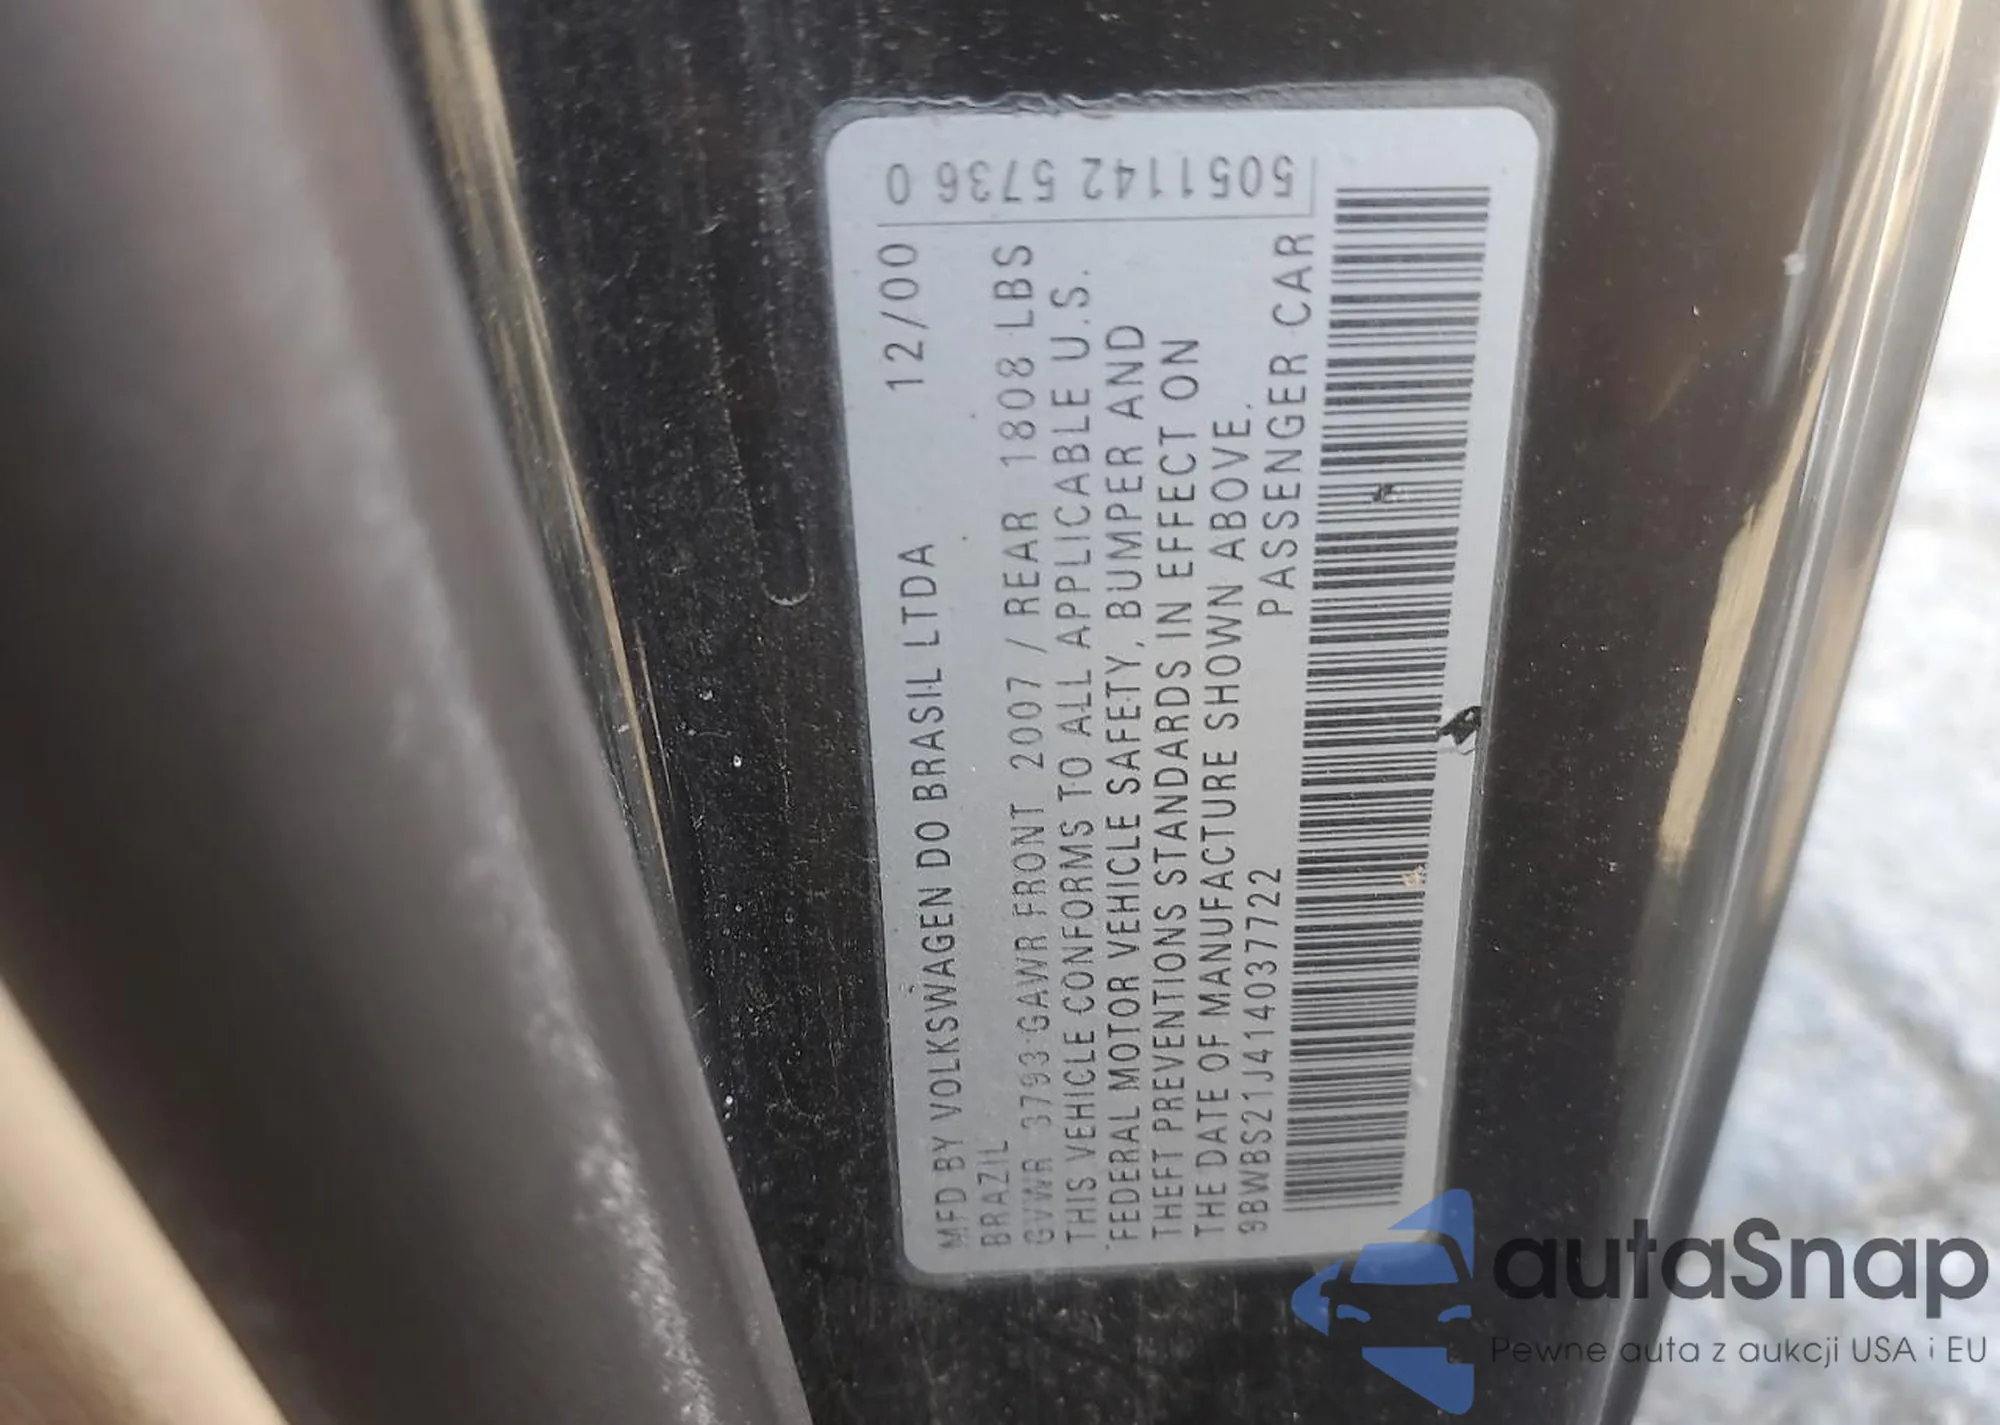 MFD BY VOLKSWAGEN DO BRASIL LTDA 12/00
BRAZIL
GVWR 3793 GAWR FRONT 2007 / REAR 1808 LBS
THIS VEHICLE CONFORMS TO ALL APPLICABLE U.S.
FEDERAL MOTOR VEHICLE SAFETY, BUMPER AND
THEFT PREVENTIONS STANDARDS IN EFFECT ON
THE DATE OF MANUFACTURE SHOWN ABOVE.
9BWBS21J414037722 PASSENGER CAR
5051142 5736 0
autaSnap
Pewne auta z aukcji USA i EU